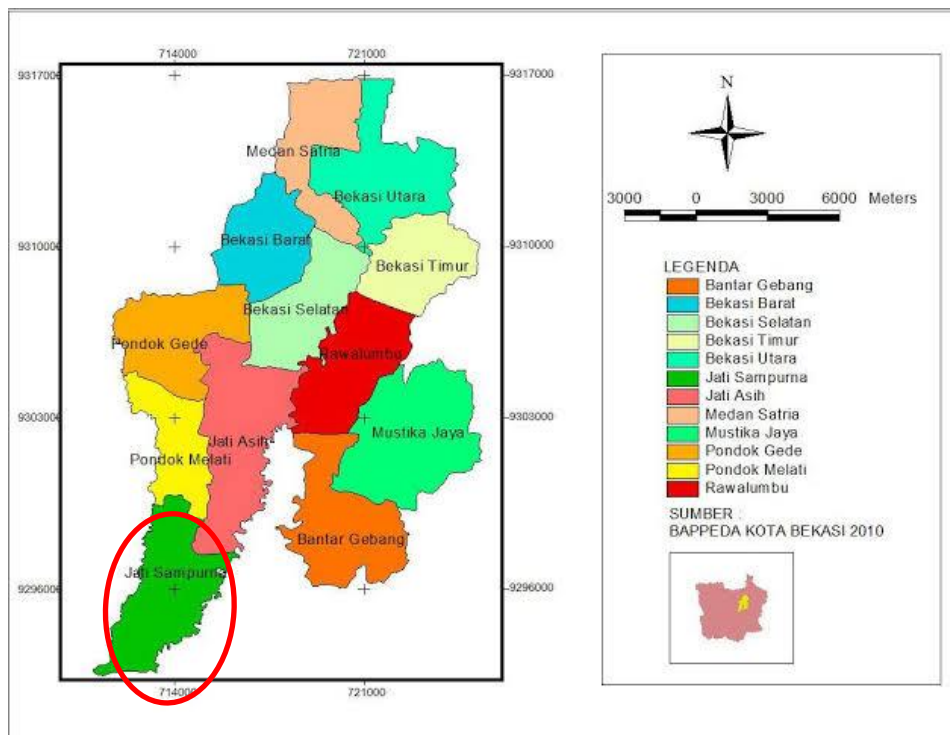 714000
721000
9317000
9317000
Medan Satria
Bekasi Utara
9310000
9310000
Bekasi Barat
Bekasi Timur
Bekasi Selatan
Pondok Gede
Rawalumbu
9303000
9303000
Mustika Jaya
Jati Asih
Pondok Melati
Bantar Gebang
Jati Sampurna
9296000
9296000
714000
721000
N
3000 0 3000 6000 Meters
LEGENDA
Bantar Gebang
Bekasi Barat
Bekasi Selatan
Bekasi Timur
Bekasi Utara
Jati Sampurna
Jati Asih
Medan Satria
Mustika Jaya
Pondok Gede
Pondok Melati
Rawalumbu
SUMBER :
BAPPEDA KOTA BEKASI 2010